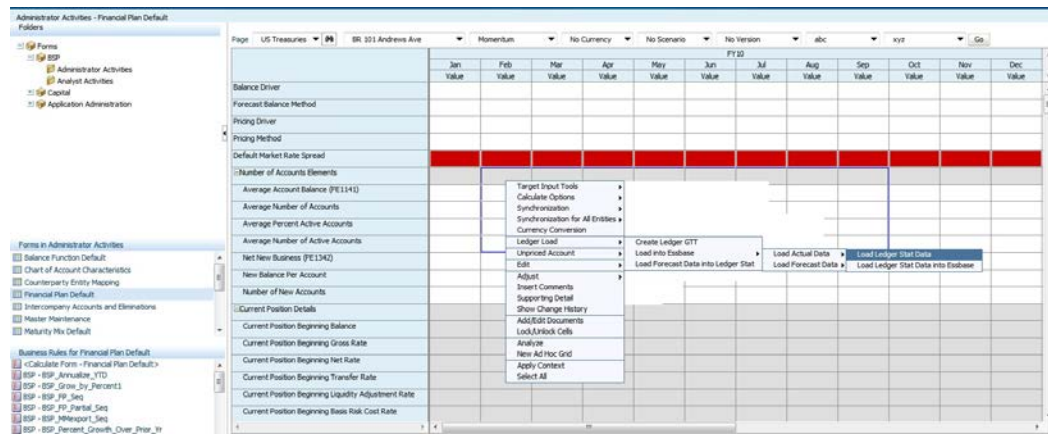 Administrator Activities - Financial Plan Default
Folders
Forms
BSP
Administrator Activities
Analyst Activities
Capital
Application Administration
Forms in Administrator Activities
Balance Function Default
Chart of Account Characteristics
Counterparty Entity Mapping
Financial Plan Default
Intercompany Accounts and Eliminations
Master Maintenance
Maturity Mix Default
Business Rules for Financial Plan Default
<Calculate Form - Financial Plan Default>
BSP - BSP_Annualize_YTD
BSP - BSP_Grow_by_Percent1
BSP - BSP_FP_Seq
BSP - BSP_FP_Partial_Seq
BSP - BSP_MMexport_Seq
BSP - BSP_Percent_Growth_Over_Prior_Yr
Page US Treasuries BR 101 Andrews Ave Momentum No Currency No Scenario No Version abc xyz Go
FY10
Jan Feb Mar Apr May Jun Jul Aug Sep Oct Nov Dec
Value Value Value Value Value Value Value Value Value Value Value Value
Balance Driver
Forecast Balance Method
Pricing Driver
Pricing Method
Default Market Rate Spread
Number of Accounts Elements
Average Account Balance (FE1141)
Average Number of Accounts
Average Percent Active Accounts
Average Number of Active Accounts
Net New Business (FE1342)
New Balance Per Account
Number of New Accounts
Current Position Details
Current Position Beginning Balance
Current Position Beginning Gross Rate
Current Position Beginning Net Rate
Current Position Beginning Transfer Rate
Current Position Beginning Liquidity Adjustment Rate
Current Position Beginning Basis Risk Cost Rate
Target Input Tools
Calculate Options
Synchronization
Synchronization for All Entities
Currency Conversion
Ledger Load
Unpriced Account
Edit
Adjust
Insert Comments
Supporting Detail
Show Change History
Add/Edit Documents
Lock/Unlock Cells
Analyze
New Ad Hoc Grid
Apply Context
Select All
Create Ledger GTT
Load into Essbase
Load Forecast Data into Ledger Stat
Load Actual Data
Load Forecast Data
Load Ledger Stat Data
Load Ledger Stat Data into Essbase